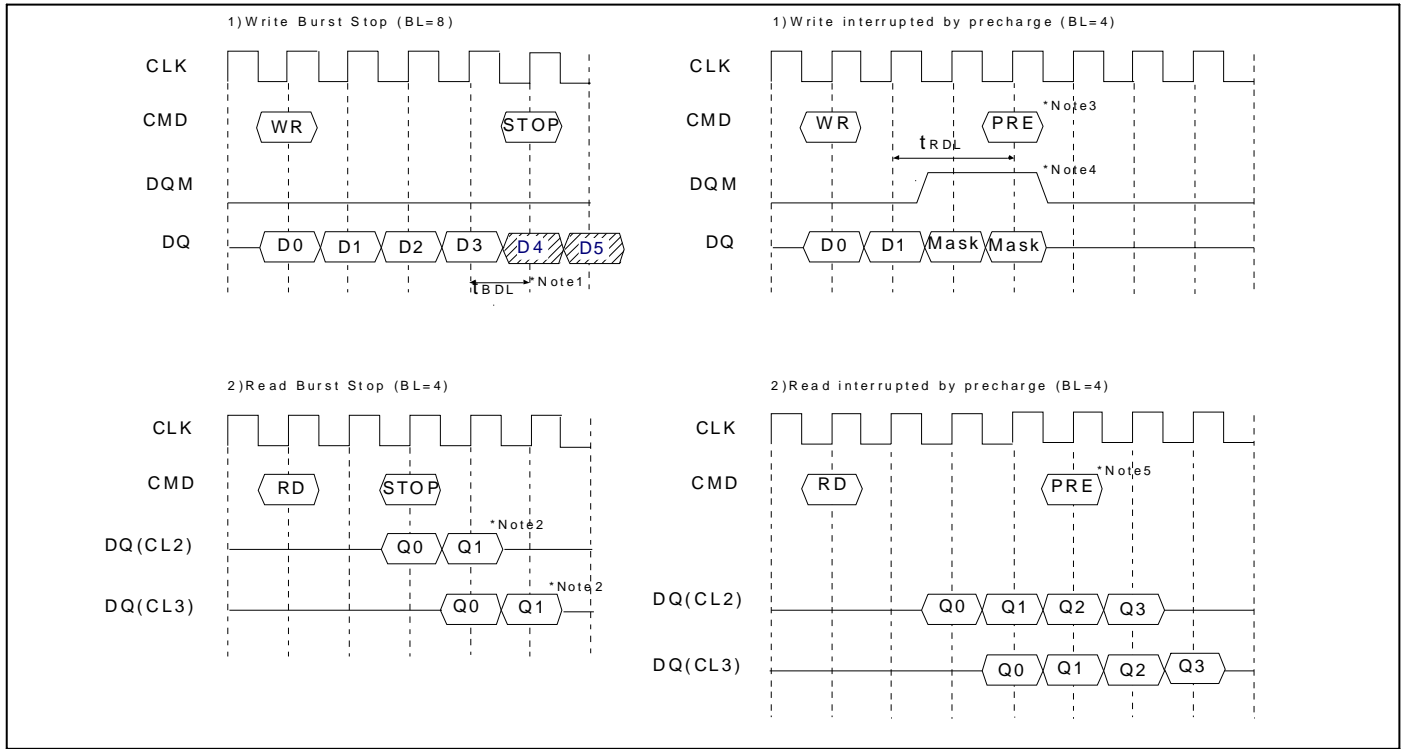 1)Write Burst Stop (BL=8)
CLK
CMD WR STOP
DQM
DQ D0 D1 D2 D3 D4 D5
tBDL *Note1
1)Write interrupted by precharge (BL=4)
CLK
CMD WR PRE *Note3
tRDL
DQM *Note4
DQ D0 D1 Mask Mask
2)Read Burst Stop (BL=4)
CLK
CMD RD STOP
DQ(CL2) Q0 Q1 *Note2
DQ(CL3) Q0 Q1 *Note2
2)Read interrupted by precharge (BL=4)
CLK
CMD RD PRE *Note5
DQ(CL2) Q0 Q1 Q2 Q3
DQ(CL3) Q0 Q1 Q2 Q3